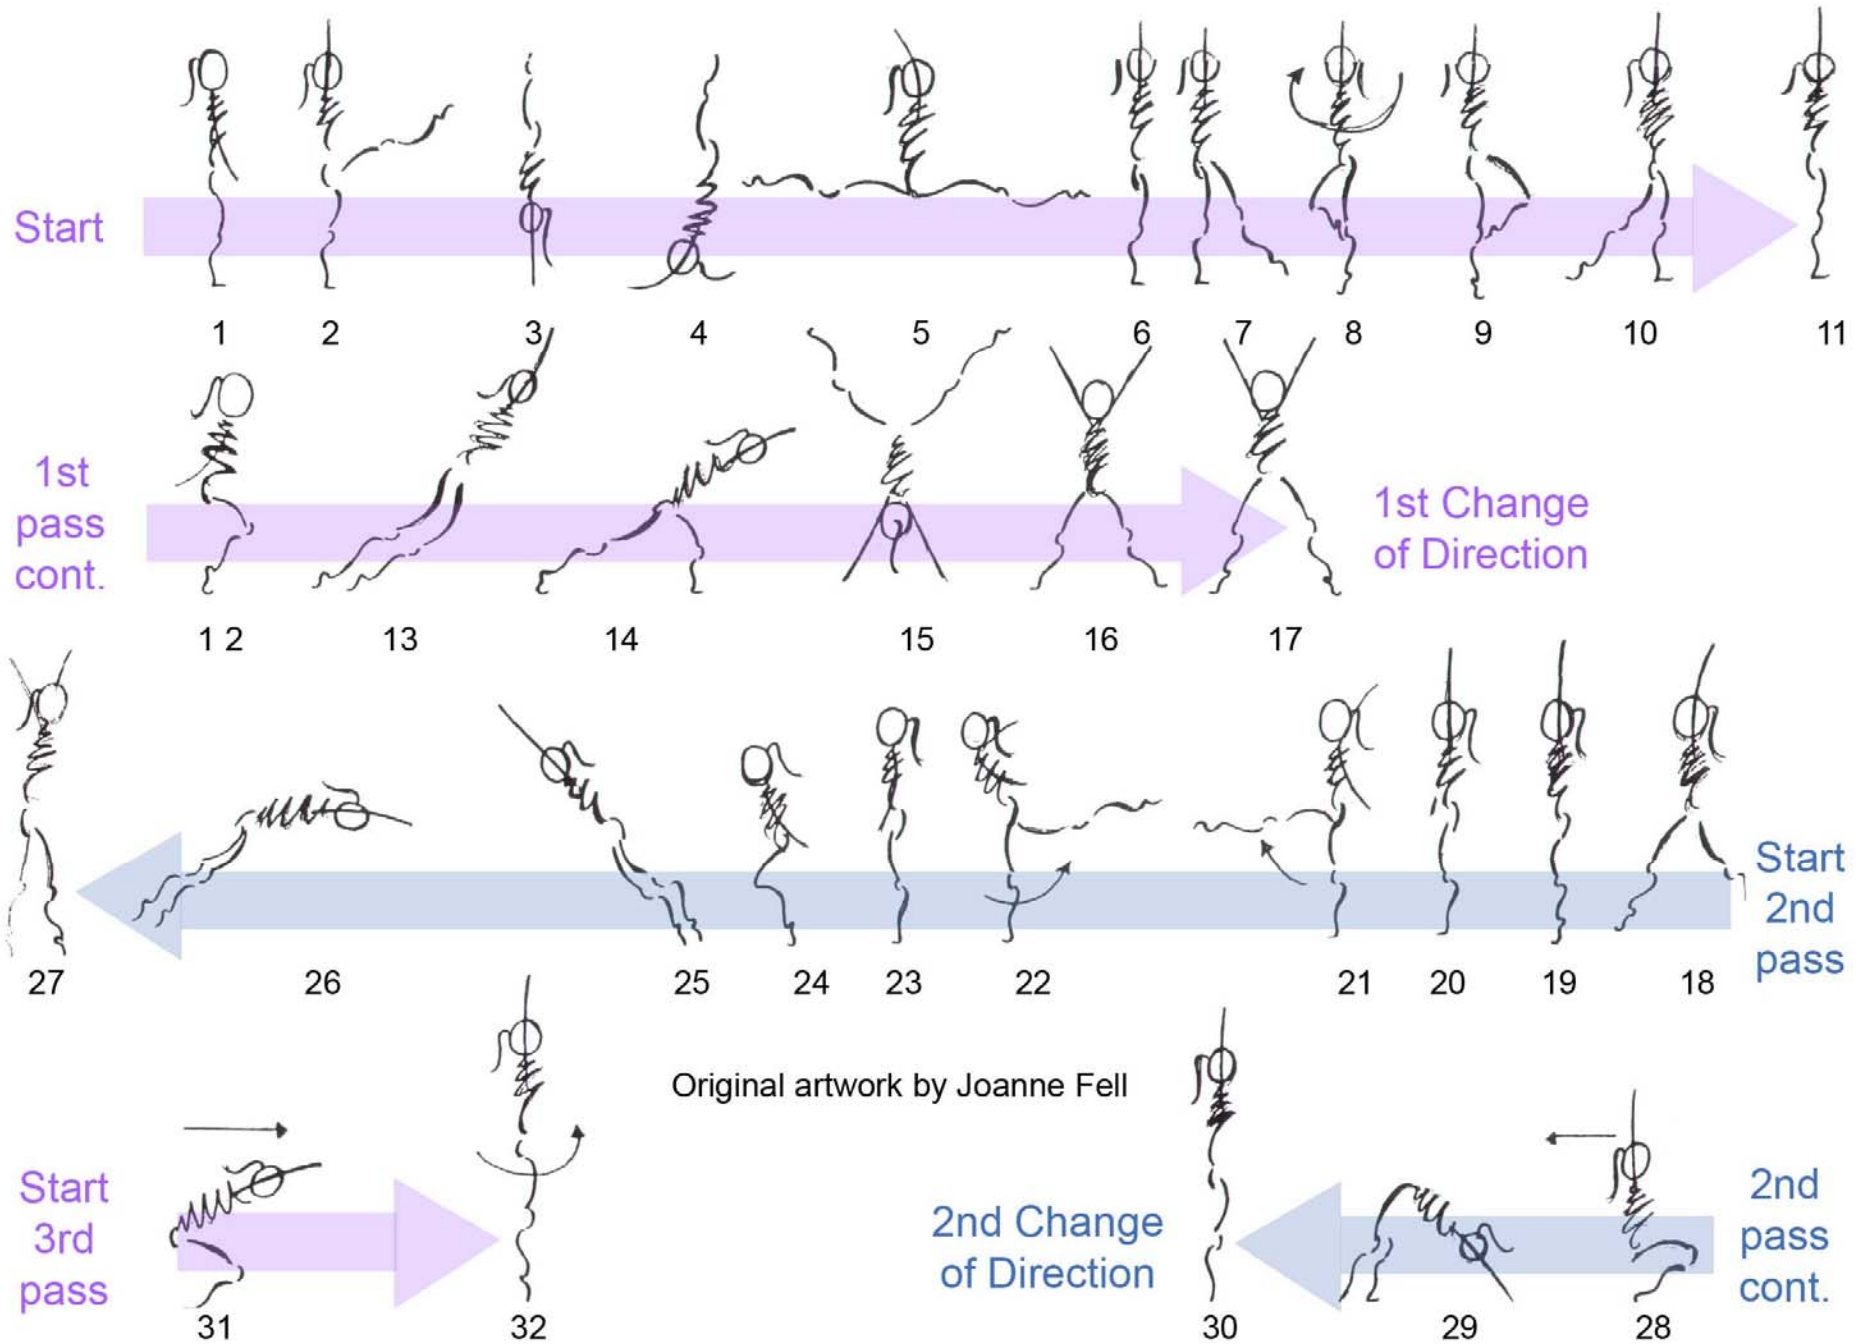 Start
1 2 3 4 5 6 7 8 9 10 11
1st
pass
cont.
1st Change
of Direction
1 2 13 14 15 16 17
Start
2nd
pass
27 26 25 24 23 22 21 20 19 18
Original artwork by Joanne Fell
Start
3rd
pass
2nd Change
of Direction
2nd
pass
cont.
31 32 30 29 28